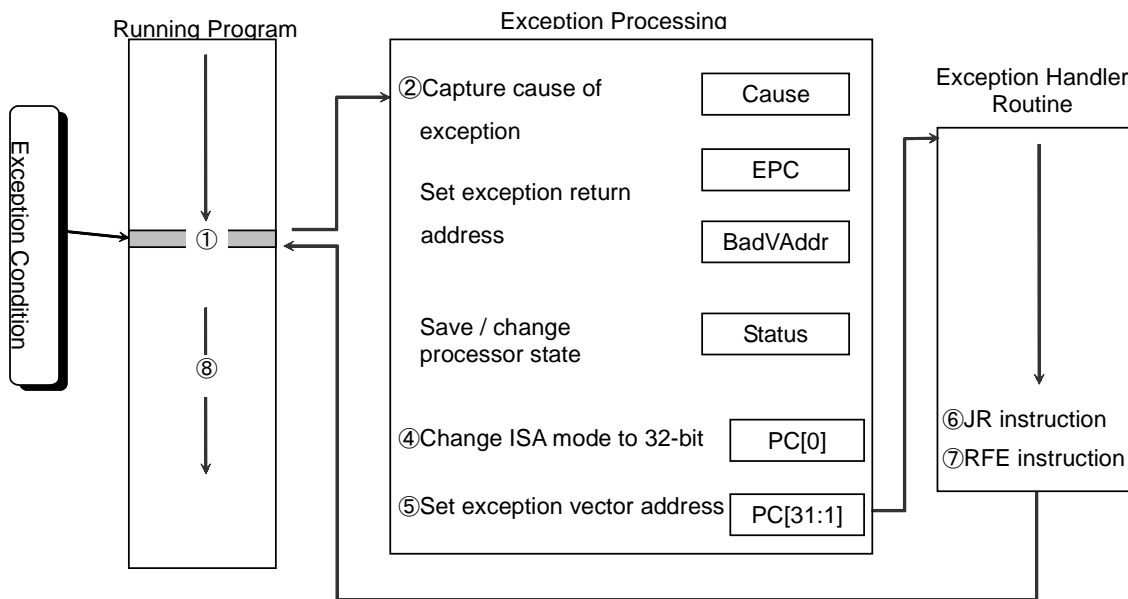 Running Program
Exception Processing
Exception Handler
Routine
Exception Condition
①
⑧
②Capture cause of
exception
Cause
Set exception return
address
EPC
BadVAddr
Save / change
processor state
Status
④Change ISA mode to 32-bit
PC[0]
⑤Set exception vector address
PC[31:1]
⑥JR instruction
⑦RFE instruction